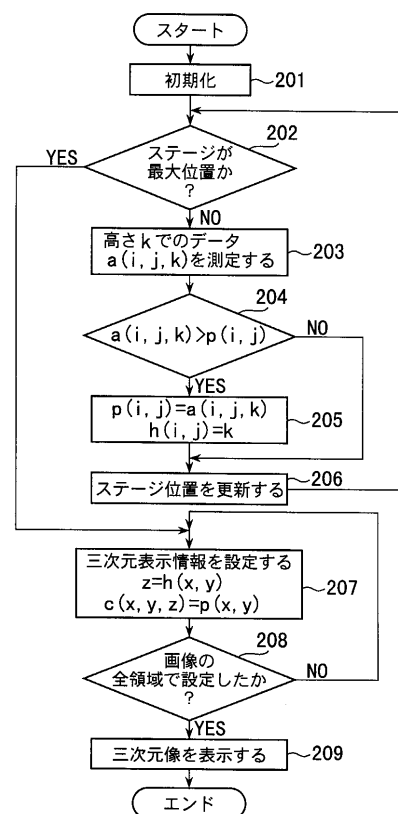 スタート
初期化
201
202
YES
ステージが
最大位置か
?
NO
高さkでのデータ
a(i, j, k)を測定する
203
204
a(i, j, k)>p(i, j)
NO
YES
p(i, j)=a(i, j, k)
h(i, j)=k
205
ステージ位置を更新する
206
三次元表示情報を設定する
z=h(x, y)
c(x, y, z)=p(x, y)
207
208
画像の
全領域で設定したか
?
NO
YES
三次元像を表示する
209
エンド